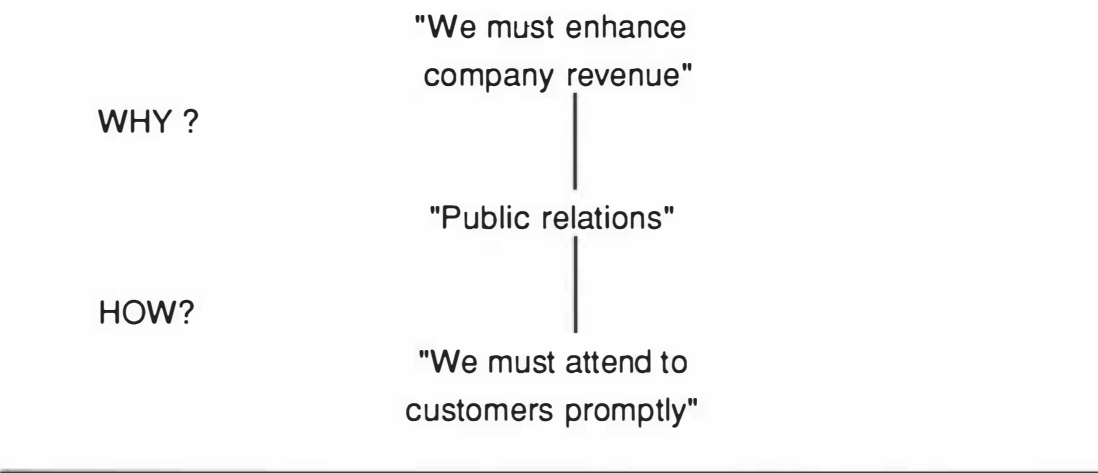 "We must enhance
company revenue"
WHY ?
"Public relations"
HOW?
"We must attend to
customers promptly"